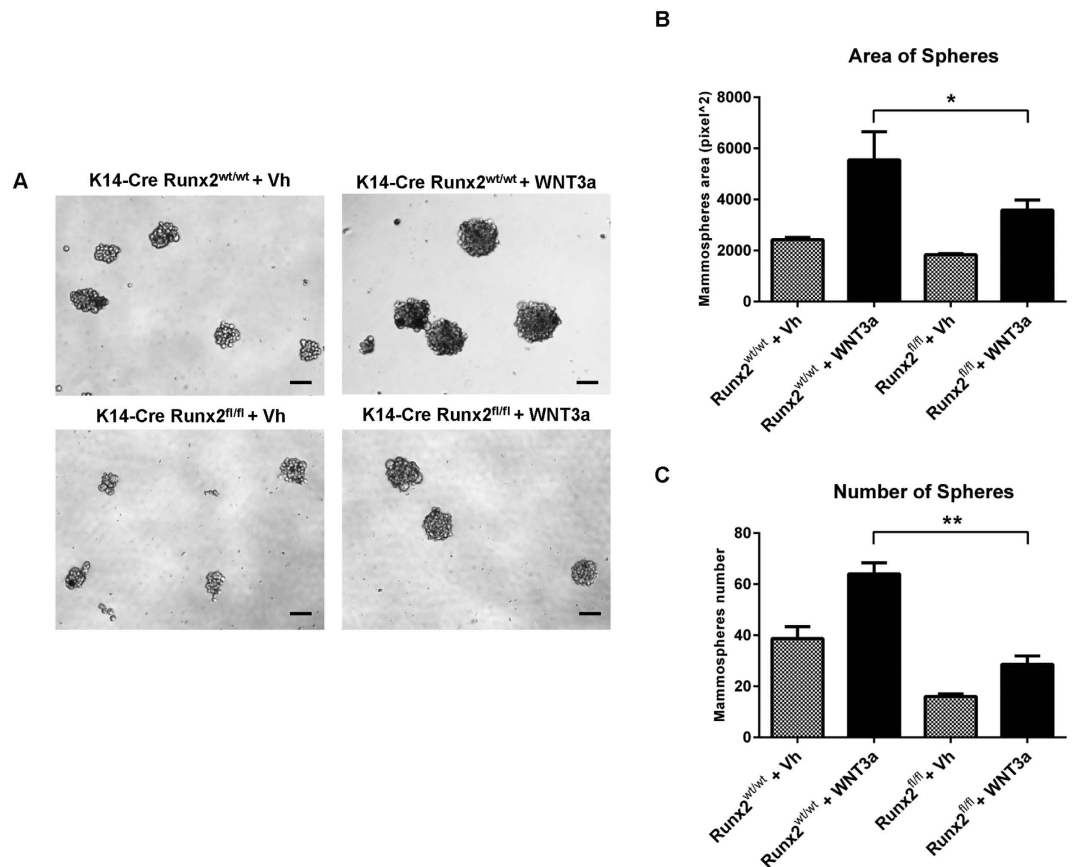 A
K14-Cre Runx2wt/wt + Vh
K14-Cre Runx2wt/wt + WNT3a
K14-Cre Runx2fl/fl + Vh
K14-Cre Runx2fl/fl + WNT3a
B
Area of Spheres
Mammospheres area (pixel^2)
8000
6000
4000
2000
0
*
Runx2wt/wt + Vh
Runx2wt/wt + WNT3a
Runx2fl/fl + Vh
Runx2fl/fl + WNT3a
C
Number of Spheres
Mammospheres number
80
60
40
20
0
**
Runx2wt/wt + Vh
Runx2wt/wt + WNT3a
Runx2fl/fl + Vh
Runx2fl/fl + WNT3a